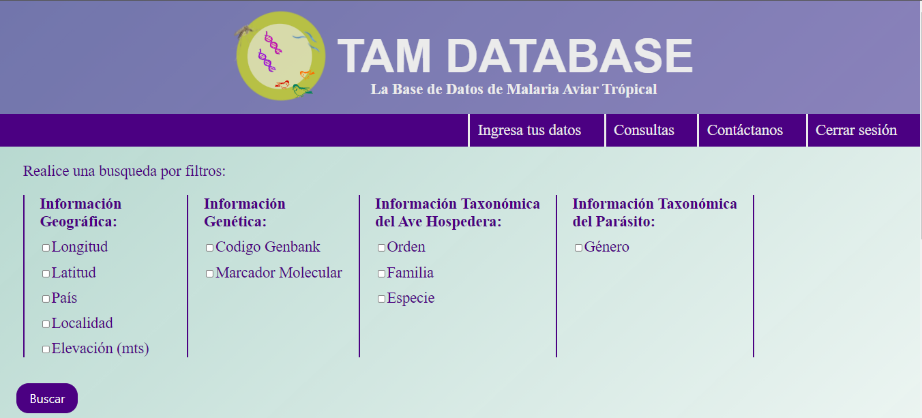 TAM DATABASE
La Base de Datos de Malaria Aviar Trópical
Ingresa tus datos
Consultas
Contáctanos
Cerrar sesión
Realice una busqueda por filtros:
Información
Geográfica:
Longitud
Latitud
País
Localidad
Elevación (mts)
Información
Genética:
Codigo Genbank
Marcador Molecular
Información Taxonómica
del Ave Hospedera:
Orden
Familia
Especie
Información Taxonómica
del Parásito:
Género
Buscar